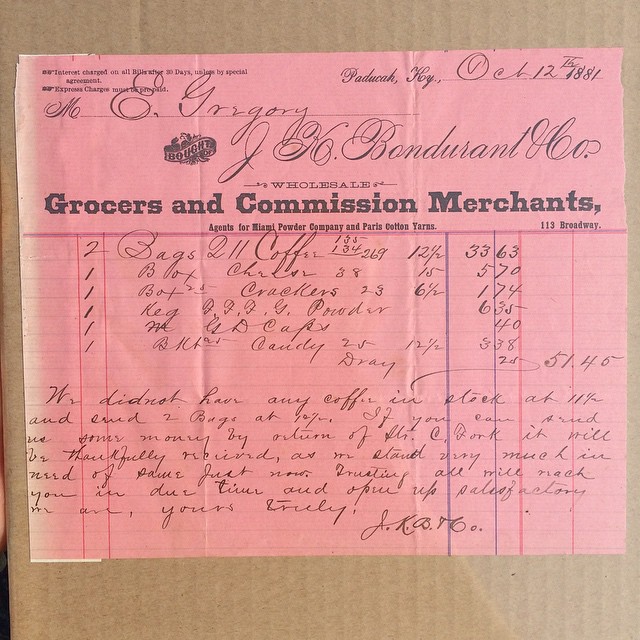 Interest charged on all Bills after 30 Days, unless by special
agreement.
Express Charges must be prepaid.
Paducah, Ky., Oct. 12th 1881
M E. Gregory
BOUGHT OF
J. K. Bondurant & Co.
WHOLESALE
Grocers and Commission Merchants,
Agents for Miami Powder Company and Paris Cotton Yarns.
113 Broadway.
2 Bags 211 Coffee 135 134 269 12½ 33 63
1 Box Cheese 38 15 5 70
1 Box 25 Crackers 23 6½ 1 74
1 Keg F.F.F.G. Powder 6 35
1 m G D Caps 40
1 Bkt 25 Candy 25 12½ 3 38
Dray 25 51.45
We didnot have any coffee in stock at 11½
and send 2 Bags at 12½. If you can send
us some money by return of Str. C. Fork it will
be thankfully recieved, as we stand very much in
need of same just now. Trusting all will reach
you in due time and open up satisfactory
we are, yours truly,
J.K.B. & Co.